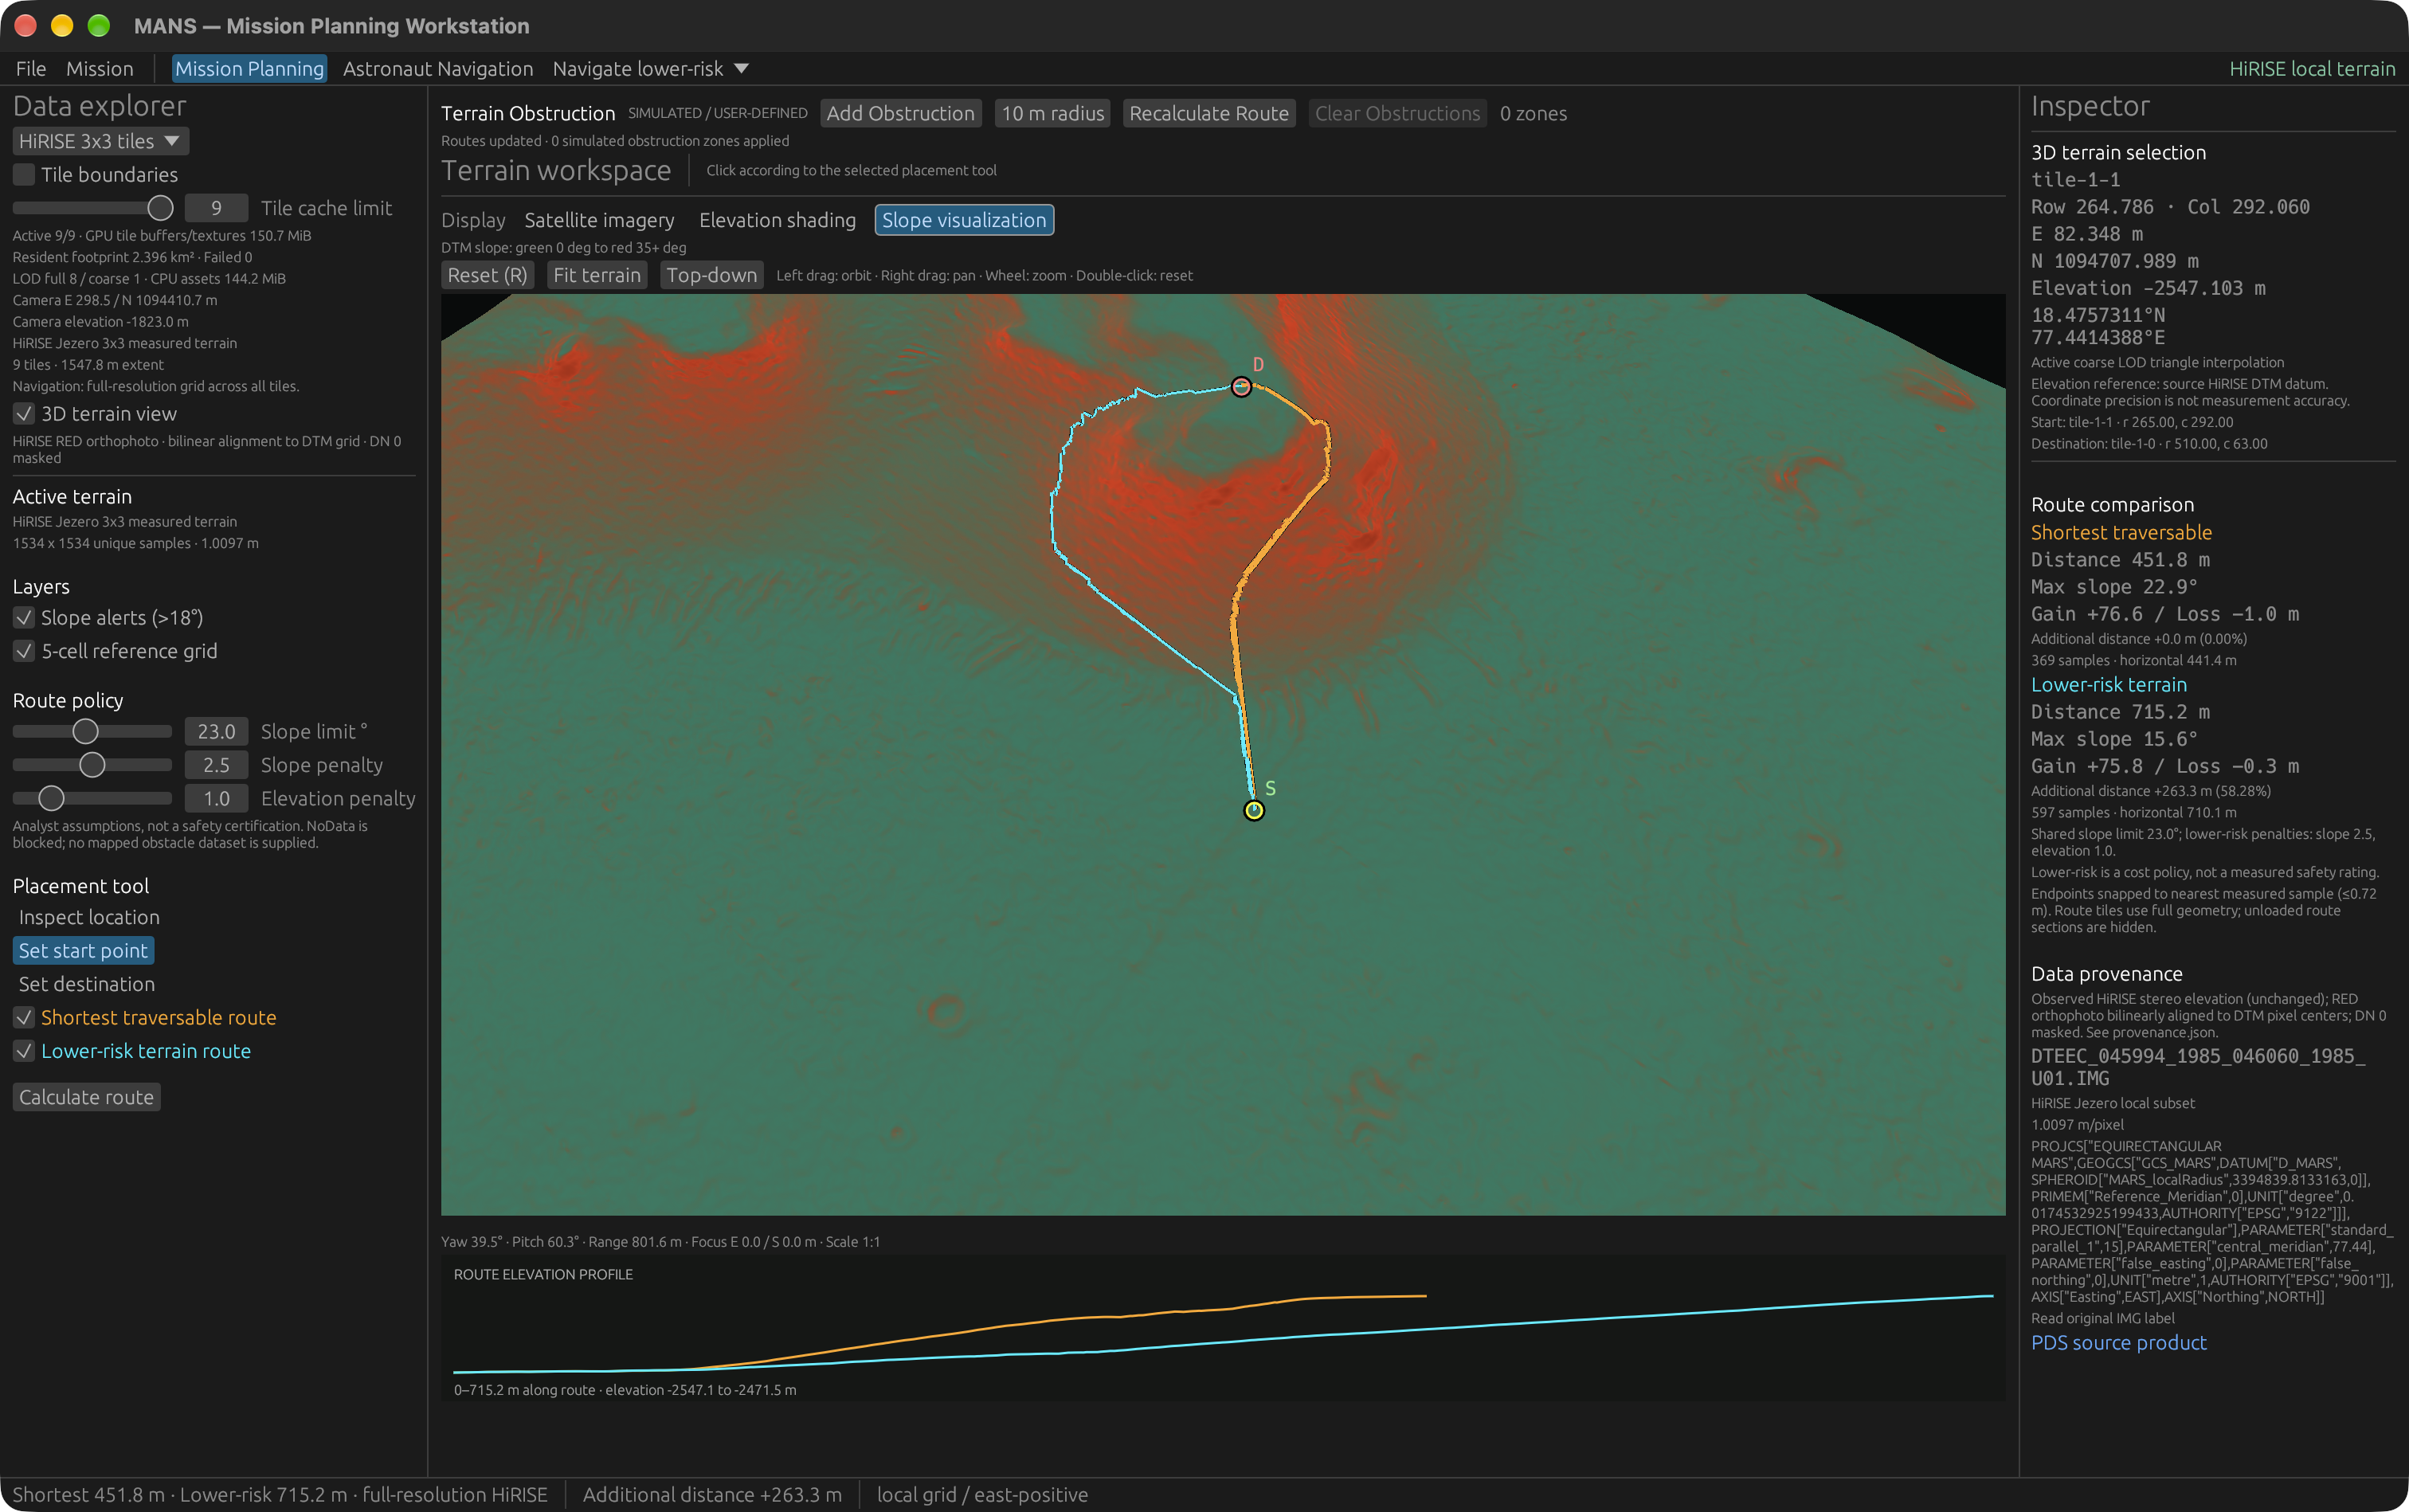 MANS — Mission Planning Workstation
File Mission Mission Planning Astronaut Navigation Navigate lower-risk HiRISE local terrain
Data explorer
HiRISE 3x3 tiles
Tile boundaries
9 Tile cache limit
Active 9/9 · GPU tile buffers/textures 150.7 MiB
Resident footprint 2.396 km² · Failed 0
LOD full 8 / coarse 1 · CPU assets 144.2 MiB
Camera E 298.5 / N 1094410.7 m
Camera elevation -1823.0 m
HiRISE Jezero 3x3 measured terrain
9 tiles · 1547.8 m extent
Navigation: full-resolution grid across all tiles.
3D terrain view
HiRISE RED orthophoto · bilinear alignment to DTM grid · DN 0
masked
Active terrain
HiRISE Jezero 3x3 measured terrain
1534 x 1534 unique samples · 1.0097 m
Layers
Slope alerts (>18°)
5-cell reference grid
Route policy
23.0 Slope limit °
2.5 Slope penalty
1.0 Elevation penalty
Analyst assumptions, not a safety certification. NoData is
blocked; no mapped obstacle dataset is supplied.
Placement tool
Inspect location
Set start point
Set destination
Shortest traversable route
Lower-risk terrain route
Calculate route
Terrain Obstruction SIMULATED / USER-DEFINED Add Obstruction 10 m radius Recalculate Route Clear Obstructions 0 zones
Routes updated · 0 simulated obstruction zones applied
Terrain workspace Click according to the selected placement tool
Display Satellite imagery Elevation shading Slope visualization
DTM slope: green 0 deg to red 35+ deg
Reset (R) Fit terrain Top-down Left drag: orbit · Right drag: pan · Wheel: zoom · Double-click: reset
D
S
Yaw 39.5° · Pitch 60.3° · Range 801.6 m · Focus E 0.0 / S 0.0 m · Scale 1:1
ROUTE ELEVATION PROFILE
0–715.2 m along route · elevation -2547.1 to -2471.5 m
Inspector
3D terrain selection
tile-1-1
Row 264.786 · Col 292.060
E 82.348 m
N 1094707.989 m
Elevation -2547.103 m
18.4757311°N
77.4414388°E
Active coarse LOD triangle interpolation
Elevation reference: source HiRISE DTM datum.
Coordinate precision is not measurement accuracy.
Start: tile-1-1 · r 265.00, c 292.00
Destination: tile-1-0 · r 510.00, c 63.00
Route comparison
Shortest traversable
Distance 451.8 m
Max slope 22.9°
Gain +76.6 / Loss −1.0 m
Additional distance +0.0 m (0.00%)
369 samples · horizontal 441.4 m
Lower-risk terrain
Distance 715.2 m
Max slope 15.6°
Gain +75.8 / Loss −0.3 m
Additional distance +263.3 m (58.28%)
597 samples · horizontal 710.1 m
Shared slope limit 23.0°; lower-risk penalties: slope 2.5,
elevation 1.0.
Lower-risk is a cost policy, not a measured safety rating.
Endpoints snapped to nearest measured sample (≤0.72
m). Route tiles use full geometry; unloaded route
sections are hidden.
Data provenance
Observed HiRISE stereo elevation (unchanged); RED
orthophoto bilinearly aligned to DTM pixel centers; DN 0
masked. See provenance.json.
DTEEC_045994_1985_046060_1985_
U01.IMG
HiRISE Jezero local subset
1.0097 m/pixel
PROJCS["EQUIRECTANGULAR
MARS",GEOGCS["GCS_MARS",DATUM["D_MARS",
SPHEROID["MARS_localRadius",3394839.8133163,0]],
PRIMEM["Reference_Meridian",0],UNIT["degree",0.
0174532925199433,AUTHORITY["EPSG","9122"]]],
PROJECTION["Equirectangular"],PARAMETER["standard_
parallel_1",15],PARAMETER["central_meridian",77.44],
PARAMETER["false_easting",0],PARAMETER["false_
northing",0],UNIT["metre",1,AUTHORITY["EPSG","9001"]],
AXIS["Easting",EAST],AXIS["Northing",NORTH]]
Read original IMG label
PDS source product
Shortest 451.8 m · Lower-risk 715.2 m · full-resolution HiRISE Additional distance +263.3 m local grid / east-positive